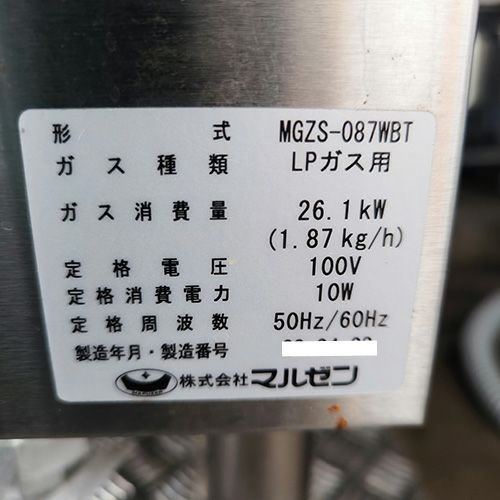 形 式 MGZS-087WBT
ガス種類 LPガス用
ガス消費量 26.1kW
(1.87kg/h)
定格電圧 100V
定格消費電力 10W
定格周波数 50Hz/60Hz
製造年月・製造番号
MARUZEN 株式会社マルゼン